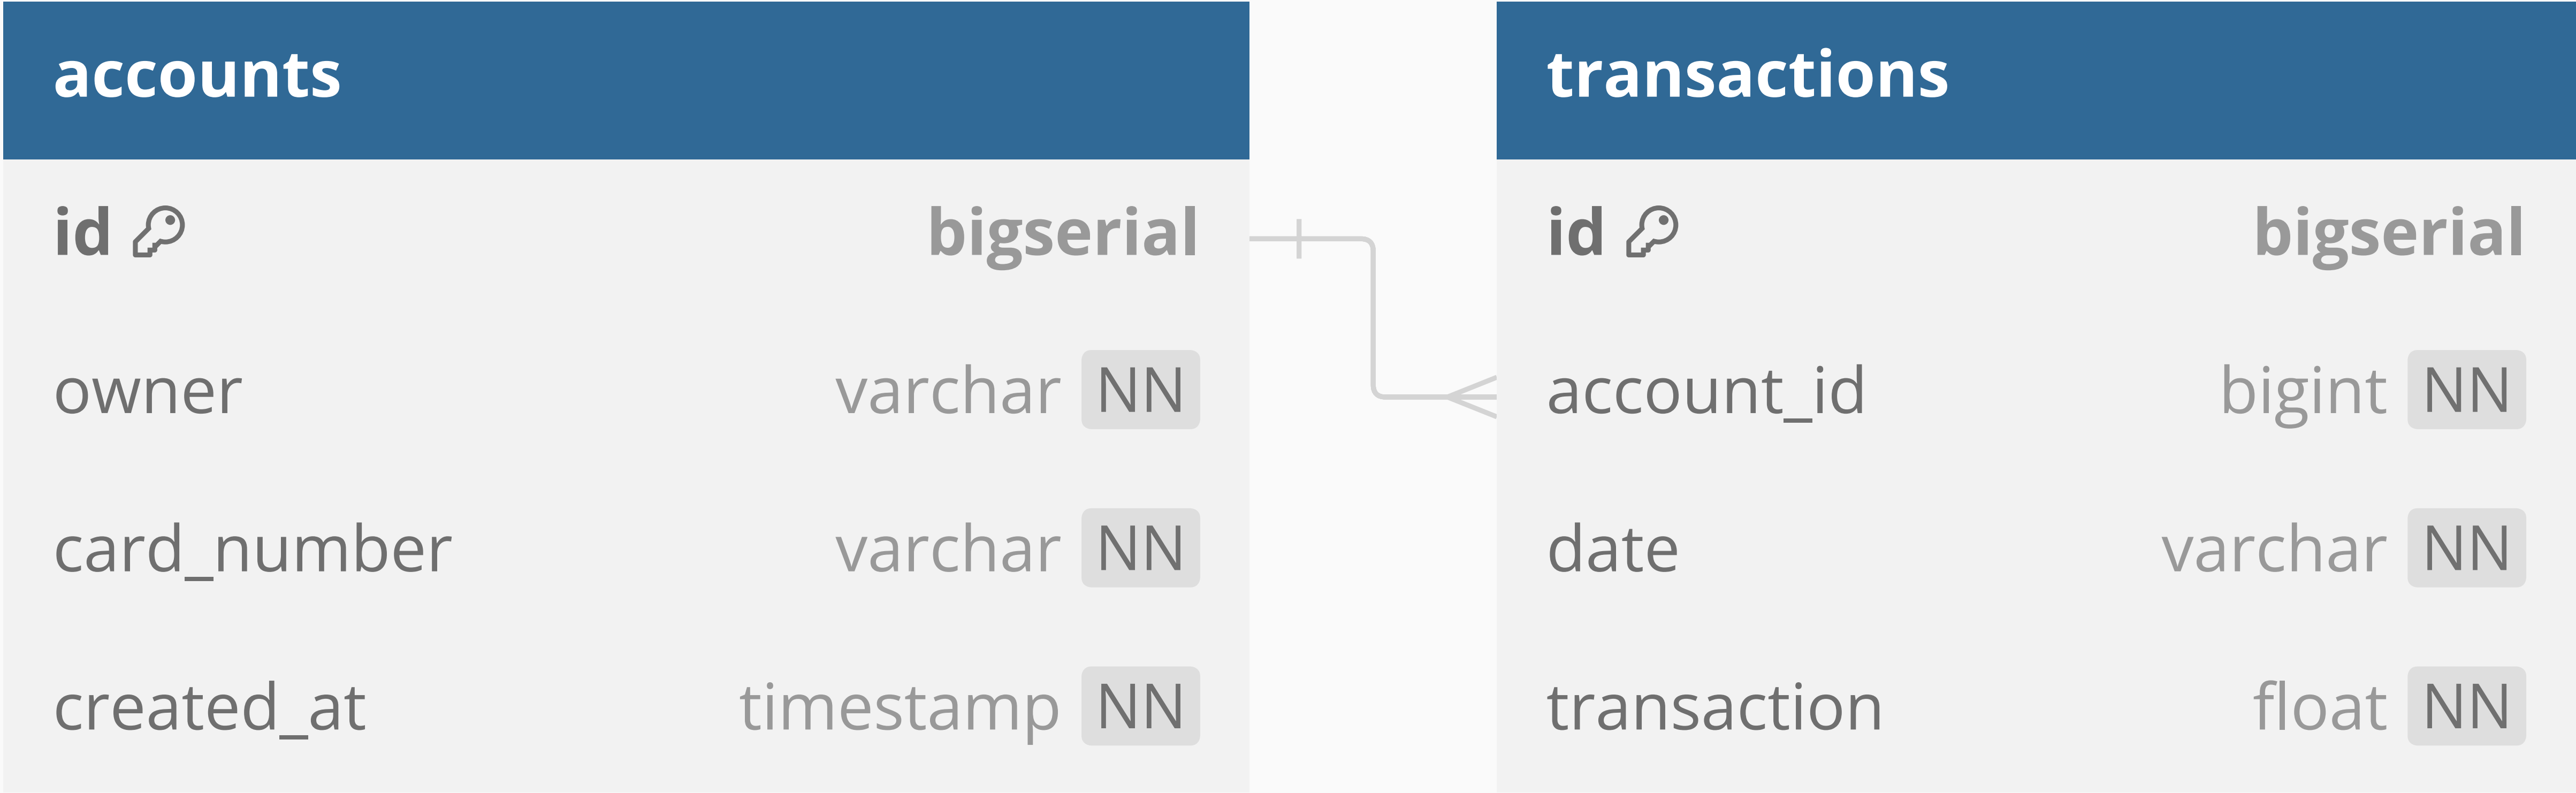 accounts
id bigserial
owner varchar NN
card_number varchar NN
created_at timestamp NN
transactions
id bigserial
account_id bigint NN
date varchar NN
transaction float NN